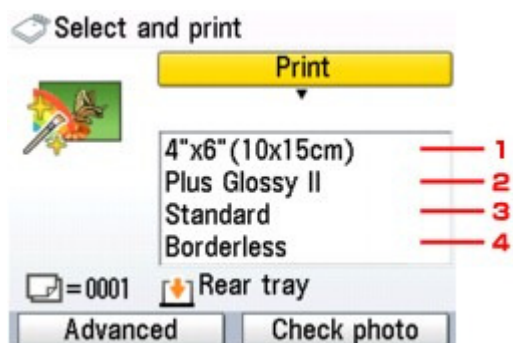 Select and print
Print
4"x6"(10x15cm) 1
Plus Glossy II 2
Standard 3
Borderless 4
=0001 Rear tray
Advanced Check photo